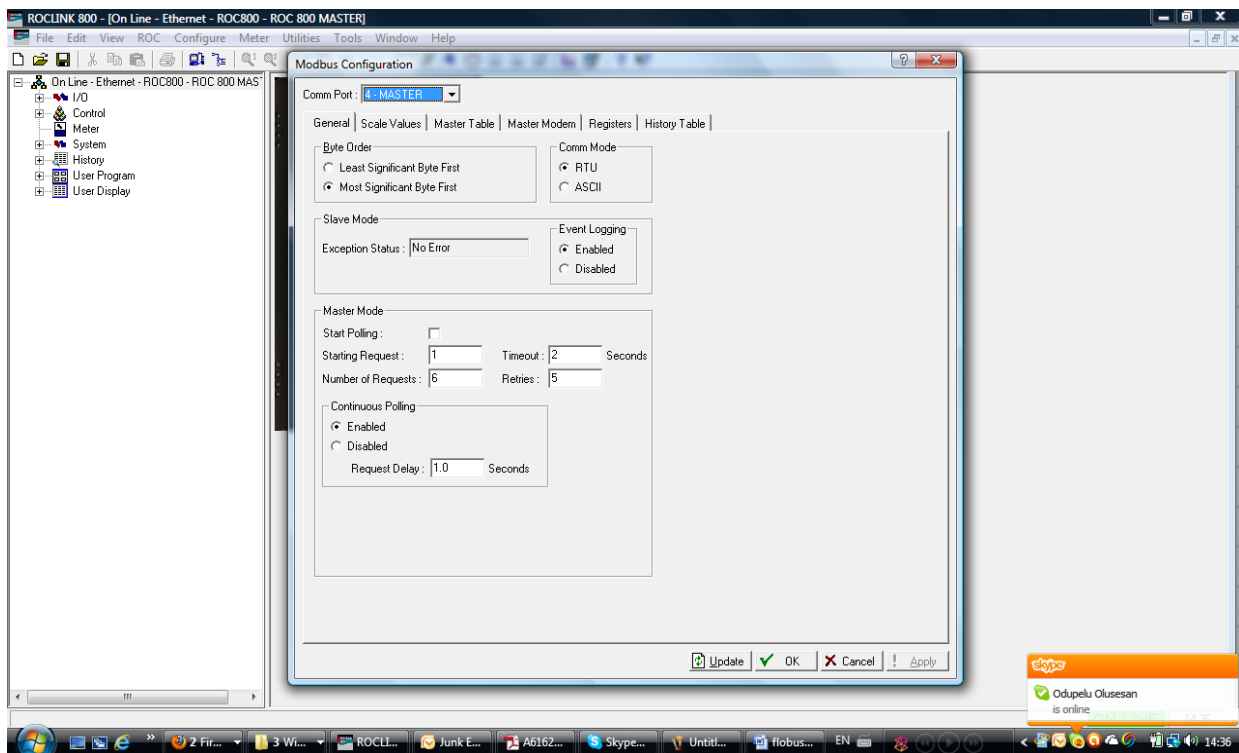 ROCLINK 800 - [On Line - Ethernet - ROC800 - ROC 800 MASTER]
File Edit View ROC Configure Meter Utilities Tools Window Help
On Line - Ethernet - ROC800 - ROC 800 MAS
I/O
Control
Meter
System
History
User Program
User Display
Modbus Configuration
Comm Port : 4 - MASTER
General Scale Values Master Table Master Modem Registers History Table
Byte Order
Least Significant Byte First
Most Significant Byte First
Comm Mode
RTU
ASCII
Slave Mode
Exception Status : No Error
Event Logging
Enabled
Disabled
Master Mode
Start Polling :
Starting Request : 1 Timeout : 2 Seconds
Number of Requests : 6 Retries : 5
Continuous Polling
Enabled
Disabled
Request Delay : 1.0 Seconds
Update OK Cancel Apply
skype
Odupelu Olusesan
is online
2 Fir... 3 Wi... ROCLI... Junk E... A6162... Skype... Untitl... flobus... EN 14:36